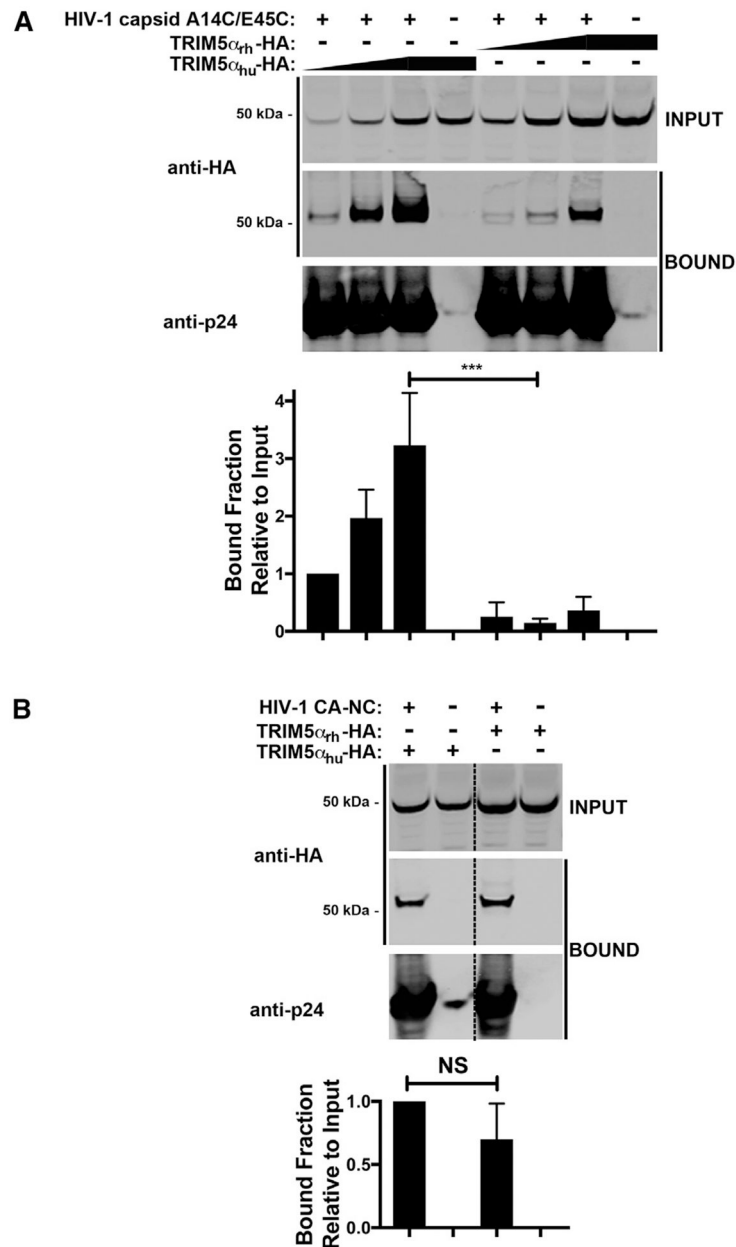 A
HIV-1 capsid A14C/E45C: + + + - + + + -
TRIM5αrh-HA: - - - -
TRIM5αhu-HA: - - - -
50 kDa -
INPUT
anti-HA
50 kDa -
BOUND
anti-p24
***
Bound Fraction
Relative to Input
4
3
2
1
0
B
HIV-1 CA-NC: + - + -
TRIM5αrh-HA: - - + +
TRIM5αhu-HA: + + - -
50 kDa -
INPUT
anti-HA
50 kDa -
BOUND
anti-p24
NS
Bound Fraction
Relative to Input
1.0
0.5
0.0